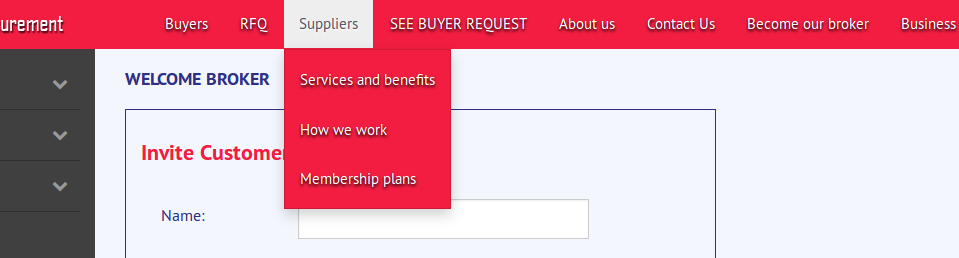 urement Buyers RFQ Suppliers SEE BUYER REQUEST About us Contact Us Become our broker Business
Services and benefits
How we work
Membership plans
WELCOME BROKER
Invite Customer
Name: